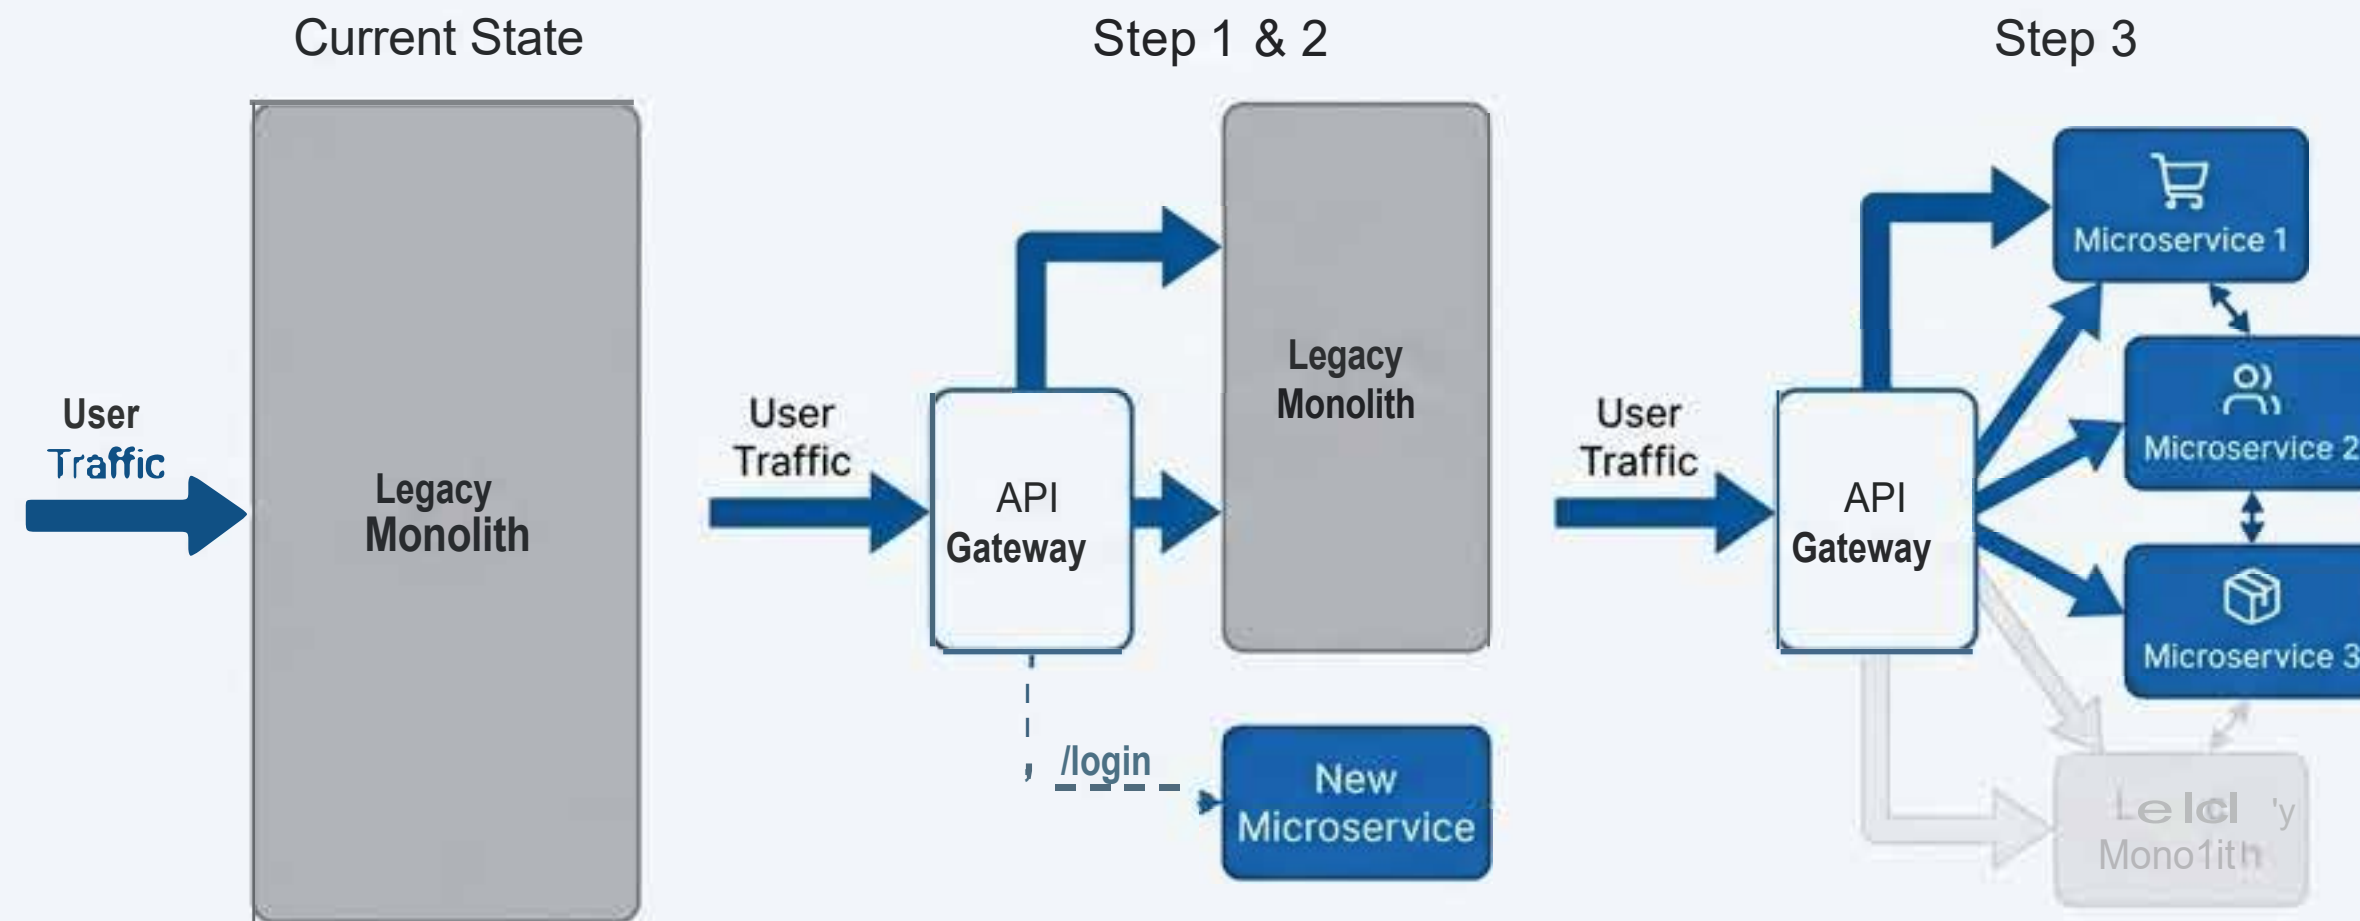 Current State
User
Traffic
Legacy
Monolith
Step 1 & 2
User
Traffic
API
Gateway
Legacy
Monolith
/login
New
Microservice
Step 3
User
Traffic
API
Gateway
Microservice 1
Microservice 2
Microservice 3
Mono1ith